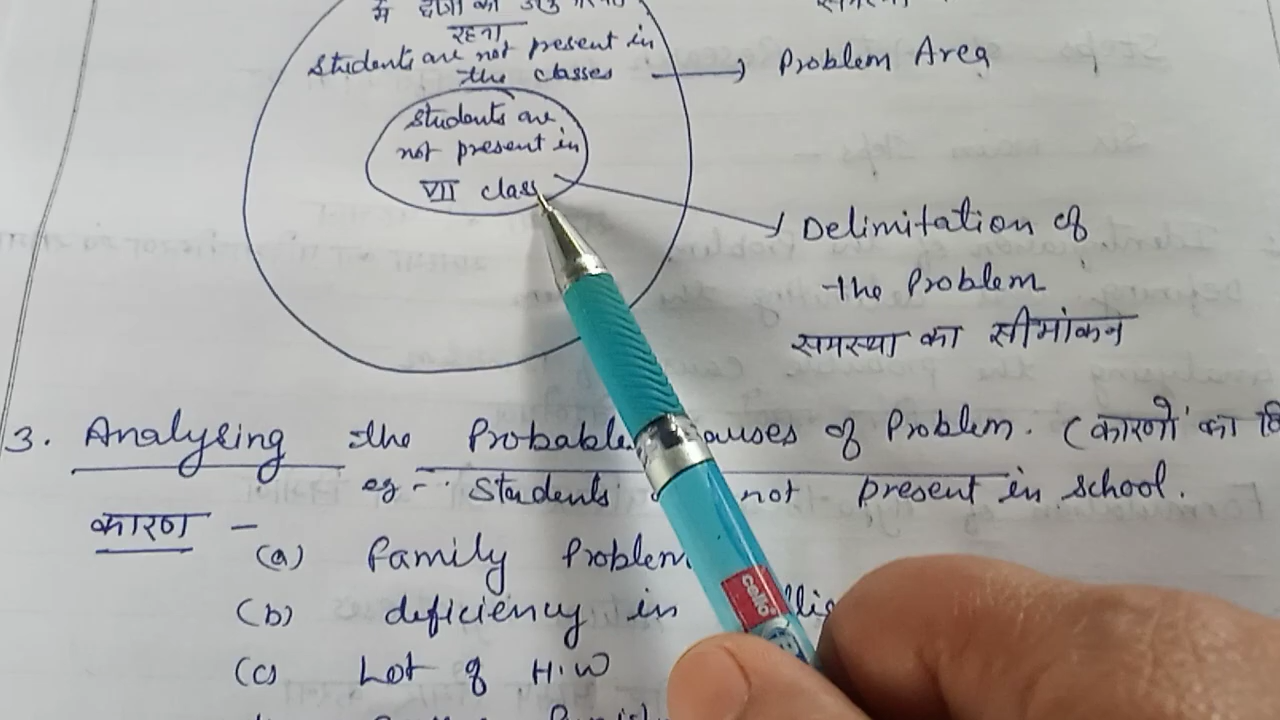 में
रहना
Students are not present in
the classes
Problem Area
Students are
not present in
VII class
Delimitation of
the Problem
समस्या का सीमांकन
3. Analysing the Probable Causes of Problem. (कारणों का
eg- Students not present in school.
कारण -
(a) Family Problem
(b) deficiency in
cello
(c) Lot of H.W